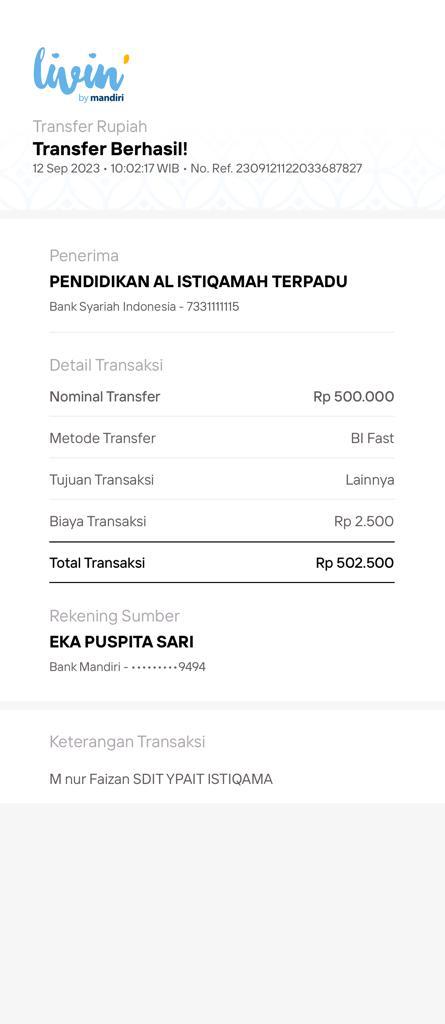 livin'
by mandiri
Transfer Rupiah
Transfer Berhasil!
12 Sep 2023 • 10:02:17 WIB • No. Ref. 2309121122033687827
Penerima
PENDIDIKAN AL ISTIQAMAH TERPADU
Bank Syariah Indonesia - 7331111115
Detail Transaksi
Nominal Transfer Rp 500.000
Metode Transfer BI Fast
Tujuan Transaksi Lainnya
Biaya Transaksi Rp 2.500
Total Transaksi Rp 502.500
Rekening Sumber
EKA PUSPITA SARI
Bank Mandiri - •••••••••9494
Keterangan Transaksi
M nur Faizan SDIT YPAIT ISTIQAMA